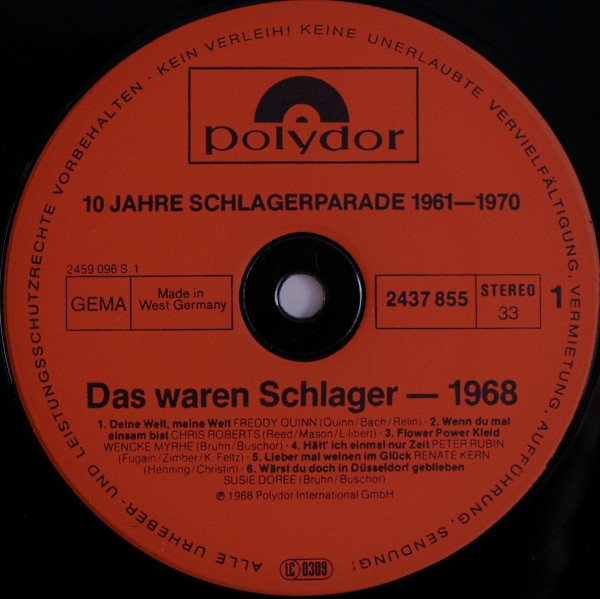 ALLE URHEBER- UND LEISTUNGSSCHUTZRECHTE VORBEHALTEN · KEIN VERLEIH! KEINE UNERLAUBTE VERVIELFÄLTIGUNG, VERMIETUNG, AUFFÜHRUNG, SENDUNG!
polydor
10 JAHRE SCHLAGERPARADE 1961—1970
2459 096 S 1
GEMA
Made in
West Germany
2437 855
STEREO
33
1
Das waren Schlager — 1968
1. Deine Welt, meine Welt FREDDY QUINN (Quinn/Bach/Relin) · 2. Wenn du mal
einsam bist CHRIS ROBERTS (Reed/Mason/Lilibert) · 3. Flower Power Kleid
WENCKE MYRHE (Bruhn/Buschor) · 4. Hätt' ich einmal nur Zeit PETER RUBIN
(Fugain/Zimber/K. Feltz) · 5. Lieber mal weinen im Glück RENATE KERN
(Henning/Christin) · 6. Wärst du doch in Düsseldorf geblieben
SUSIE DOREE (Bruhn/Buschor)
℗ 1968 Polydor International GmbH
LC 0309